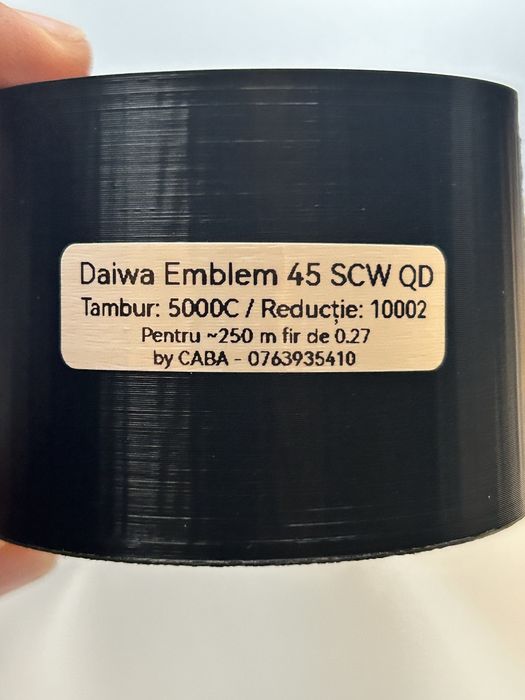 Daiwa Emblem 45 SCW QD
Tambur: 5000C / Reducție: 10002
Pentru ~250 m fir de 0.27
by CABA - 0763935410